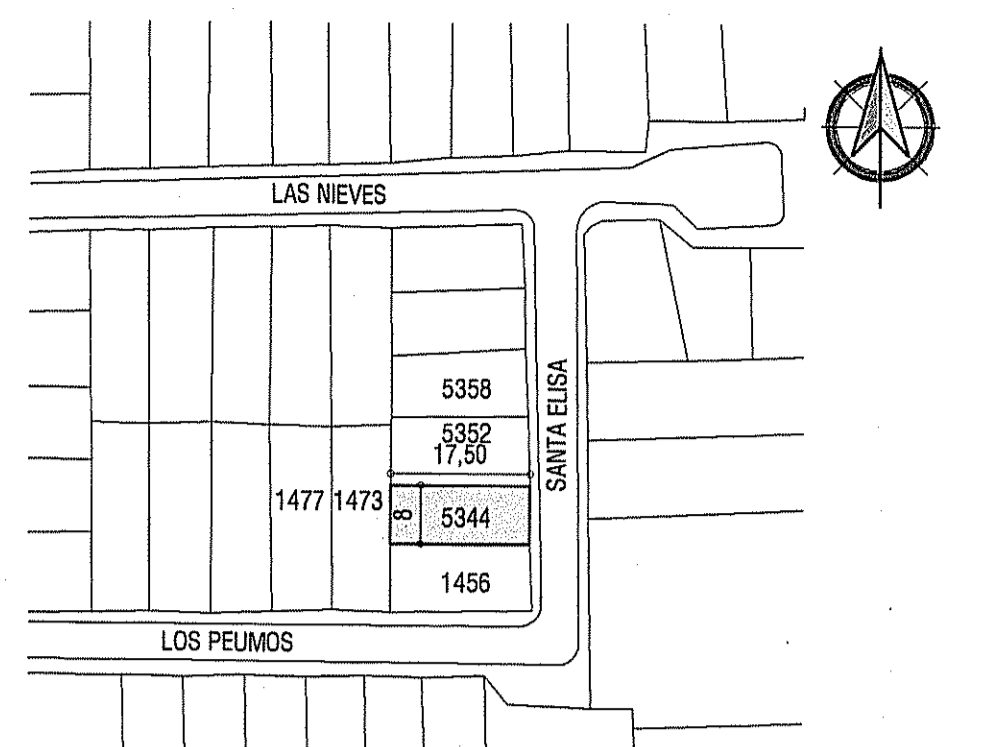 LAS NIEVES
5358
SANTA ELISA
5352
17,50
1477
1473
8
5344
1456
LOS PEUMOS